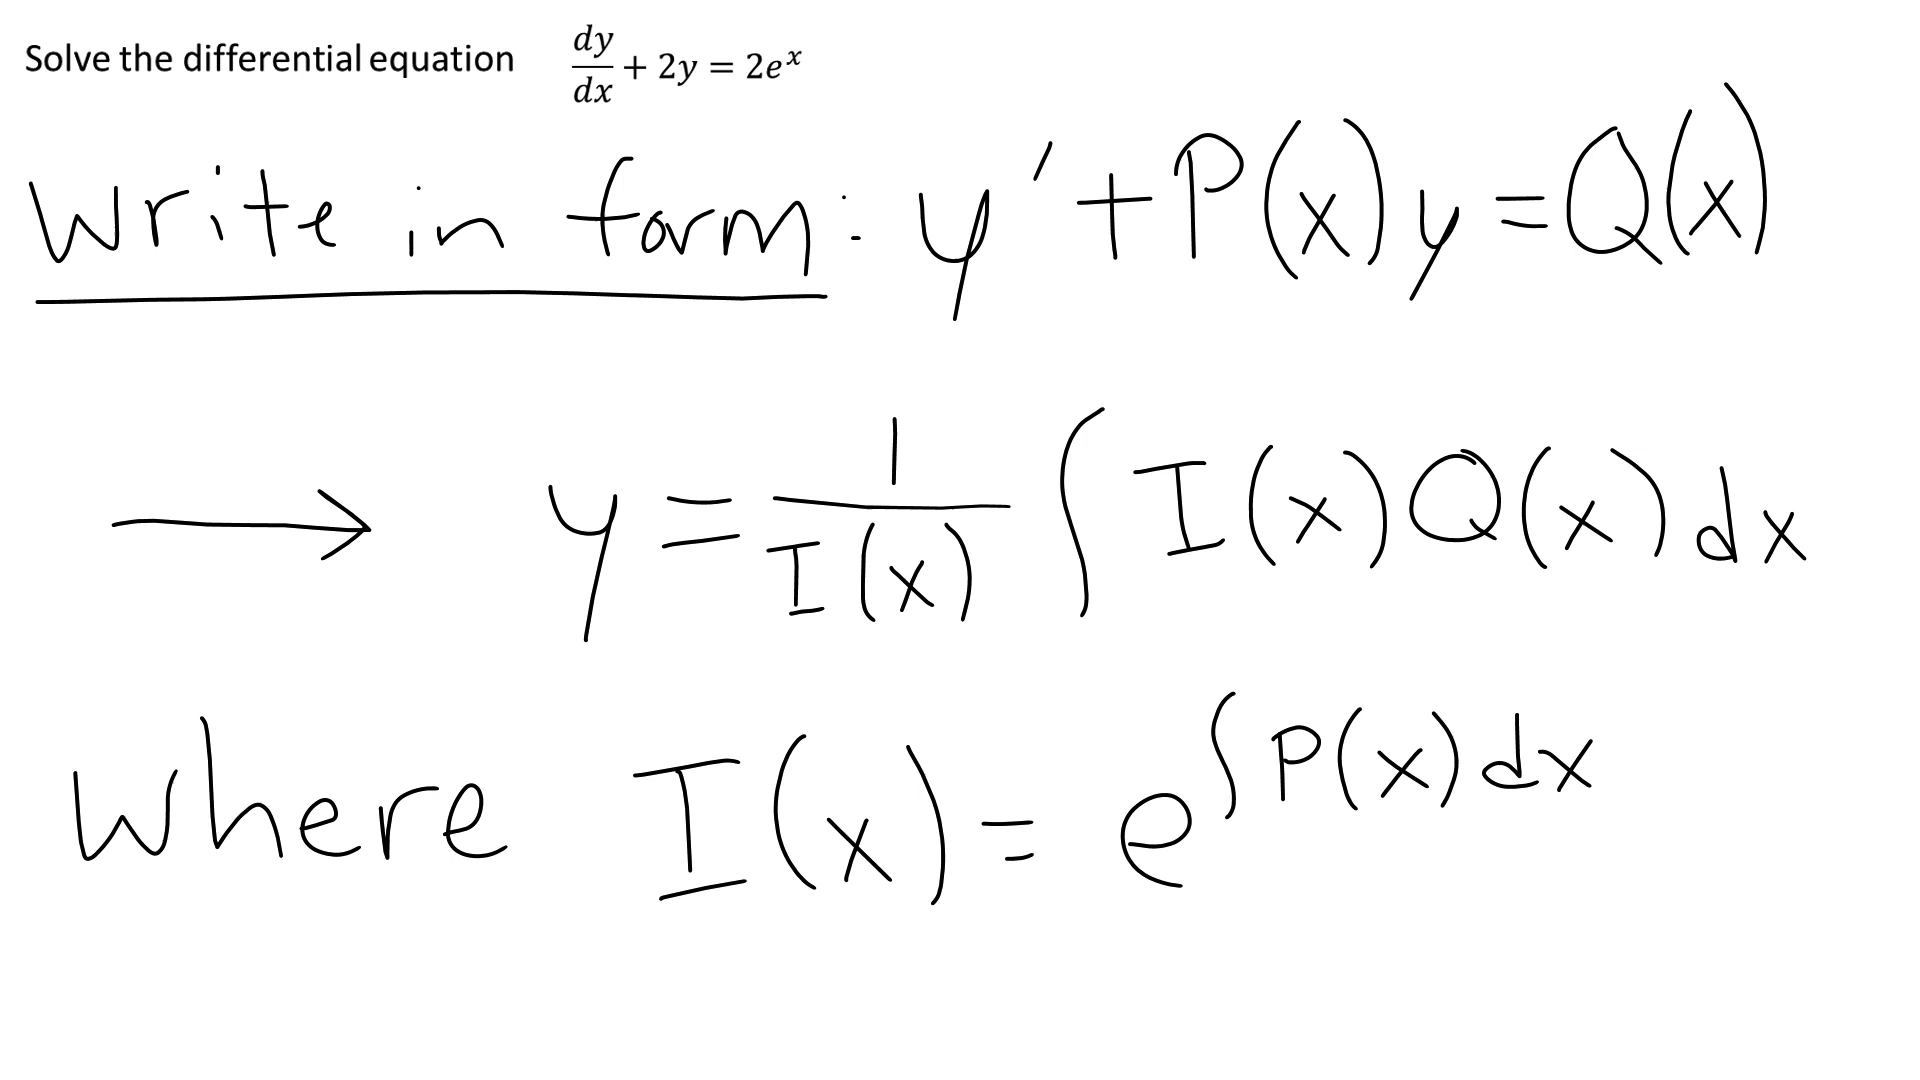 Solve the differential equation dy/dx + 2y = 2e^x
Write in form: y' + P(x)y = Q(x)
→ y = 1/I(x) ∫ I(x)Q(x)dx
Where I(x) = e^∫P(x)dx